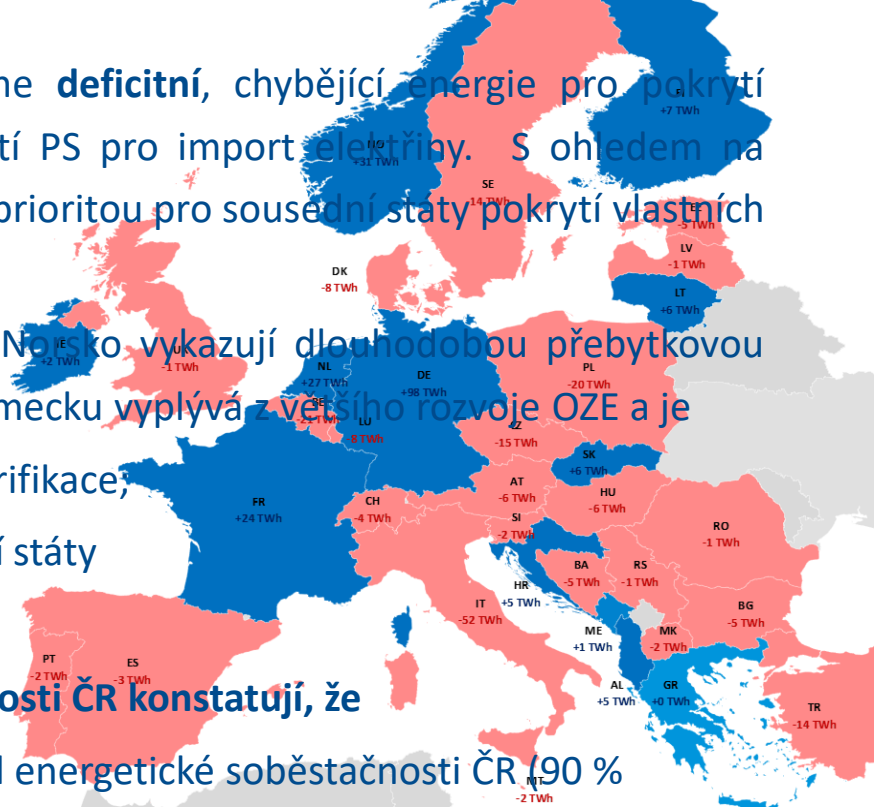 ne deficitní, chybějící energie pro pokrytí
tí PS pro import elektřiny. S ohledem na
prioritou pro sousední státy pokrytí vlastních
Norsko vykazují dlouhodobou přebytkovou
mecku vyplývá z většího rozvoje OZE a je
rifikace,
í státy
osti ČR konstatují, že
l energetické soběstačnosti ČR (90 %
FI
+7 TWh
NO
+31 TWh
SE
14 TWh
-5 TWh
LV
-1 TWh
LT
+6 TWh
DK
-8 TWh
IE
+2 TWh
UK
-1 TWh
NL
+27 TWh
DE
+98 TWh
PL
-20 TWh
BE
-21 TWh
LU
-8 TWh
CZ
-15 TWh
SK
+6 TWh
AT
-6 TWh
HU
-6 TWh
FR
+24 TWh
CH
-4 TWh
SI
-2 TWh
RO
-1 TWh
BA
-5 TWh
RS
-1 TWh
HR
+5 TWh
BG
-5 TWh
IT
-52 TWh
ME
+1 TWh
MK
-2 TWh
AL
+5 TWh
GR
+0 TWh
TR
-14 TWh
PT
-2 TWh
ES
-3 TWh
MT
-2 TWh